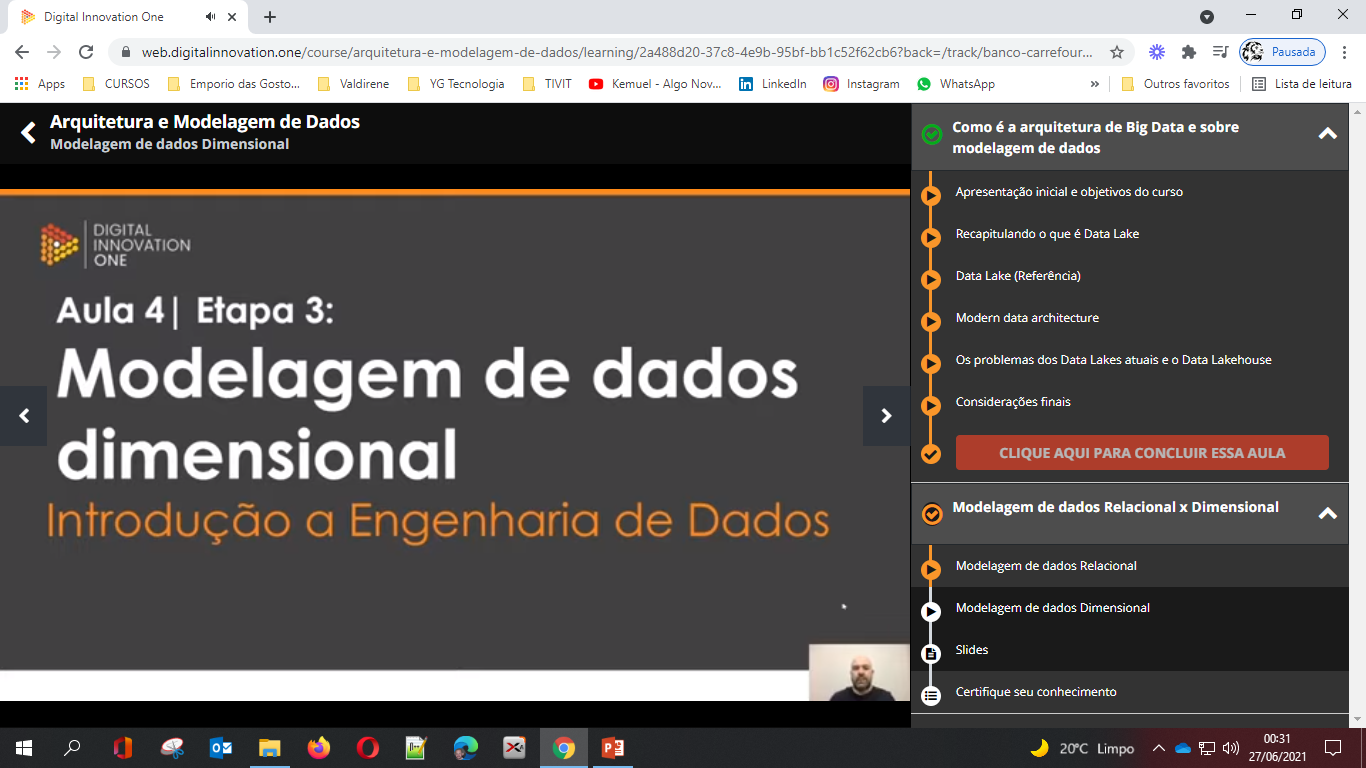 Digital Innovation One
web.digitalinnovation.one/course/arquitetura-e-modelagem-de-dados/learning/2a488d20-37c8-4e9b-95bf-bb1c52f62cb6?back=/track/banco-carrefour...
Pausada
Apps
CURSOS
Emporio das Gosto...
Valdirene
YG Tecnologia
TIVIT
Kemuel - Algo Nov...
LinkedIn
Instagram
WhatsApp
»
Outros favoritos
Lista de leitura
Arquitetura e Modelagem de Dados
Modelagem de dados Dimensional
DIGITAL
INNOVATION
ONE
Aula 4| Etapa 3:
Modelagem de dados
dimensional
Introdução a Engenharia de Dados
Como é a arquitetura de Big Data e sobre
modelagem de dados
Apresentação inicial e objetivos do curso
Recapitulando o que é Data Lake
Data Lake (Referência)
Modern data architecture
Os problemas dos Data Lakes atuais e o Data Lakehouse
Considerações finais
CLIQUE AQUI PARA CONCLUIR ESSA AULA
Modelagem de dados Relacional x Dimensional
Modelagem de dados Relacional
Modelagem de dados Dimensional
Slides
Certifique seu conhecimento
20°C Limpo
00:31
27/06/2021